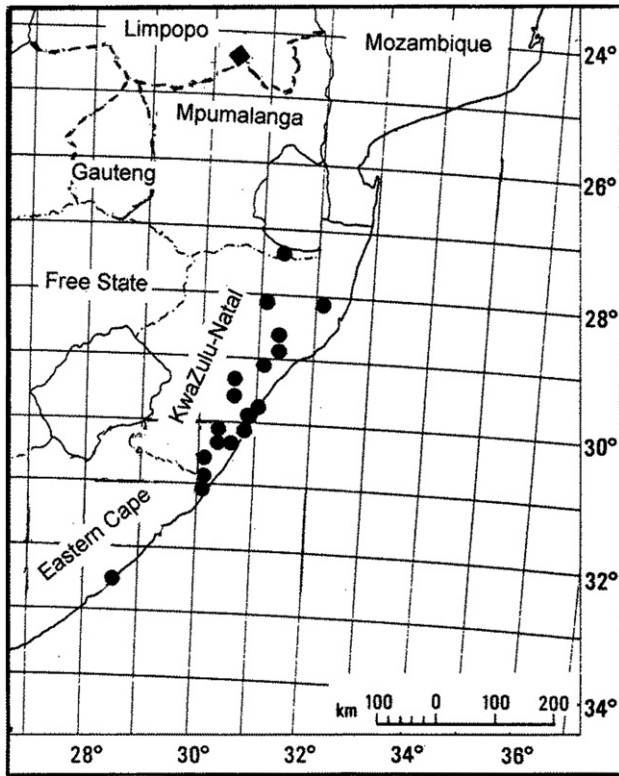 Limpopo
Mozambique
24°
Mpumalanga
Gauteng
26°
Free State
KwaZulu-Natal
28°
30°
Eastern Cape
32°
km 100 0 100 200
34°
28° 30° 32° 34° 36°